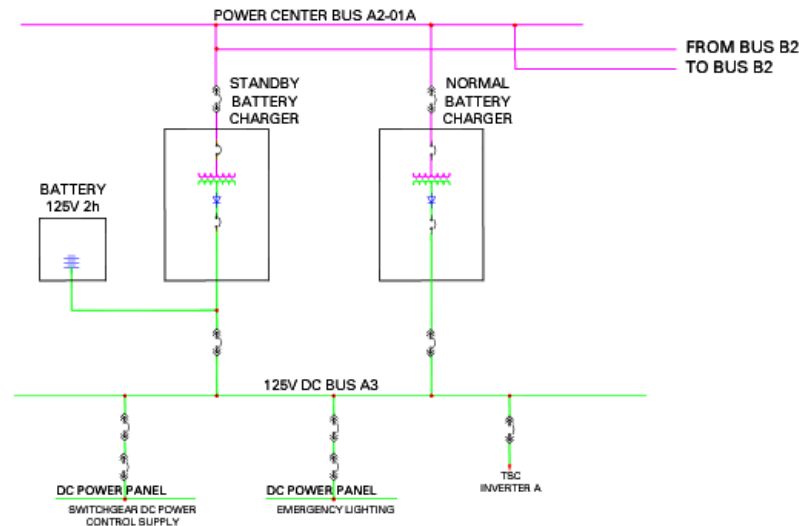 POWER CENTER BUS A2-01A
FROM BUS B2
TO BUS B2
STANDBY
BATTERY
CHARGER
NORMAL
BATTERY
CHARGER
BATTERY
125V 2h
125V DC BUS A3
DC POWER PANEL
SWITCHGEAR DC POWER
CONTROL SUPPLY
DC POWER PANEL
EMERGENCY LIGHTING
TSC
INVERTER A